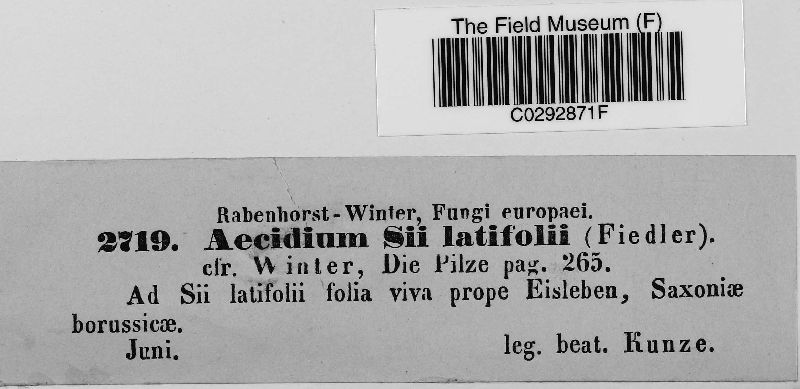 The Field Museum (F)
C0292871F
Rabenhorst-Winter, Fungi europaei.
2719. Aecidium Sii latifolii (Fiedler).
cfr. Winter, Die Pilze pag. 265.
Ad Sii latifolii folia viva prope Eisleben, Saxoniæ
borussicæ.
Juni. leg. beat. Kunze.